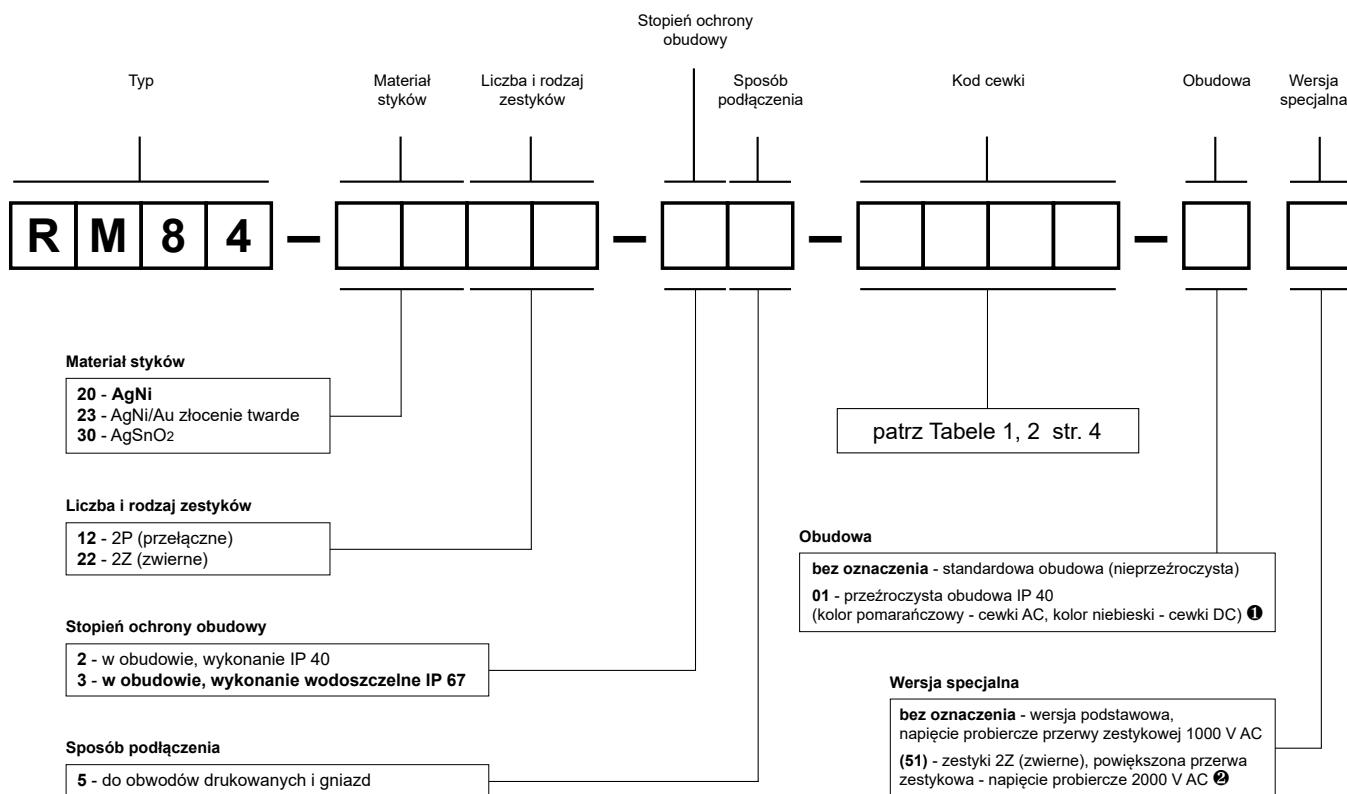 Stopień ochrony
obudowy
Typ
Materiał
styków
Liczba i rodzaj
zestyków
Sposób
podłączenia
Kod cewki
Obudowa
Wersja
specjalna
R M 8 4 – – – –
Materiał styków
20 - AgNi
23 - AgNi/Au złocenie twarde
30 - AgSnO2
patrz Tabele 1, 2 str. 4
Liczba i rodzaj zestyków
12 - 2P (przełączne)
22 - 2Z (zwierne)
Obudowa
bez oznaczenia - standardowa obudowa (nieprzeźroczysta)
01 - przeźroczysta obudowa IP 40
(kolor pomarańczowy - cewki AC, kolor niebieski - cewki DC) ❶
Stopień ochrony obudowy
2 - w obudowie, wykonanie IP 40
3 - w obudowie, wykonanie wodoszczelne IP 67
Wersja specjalna
bez oznaczenia - wersja podstawowa,
napięcie probiercze przerwy zestykowej 1000 V AC
(51) - zestyki 2Z (zwierne), powiększona przerwa
zestykowa - napięcie probiercze 2000 V AC ❷
Sposób podłączenia
5 - do obwodów drukowanych i gniazd